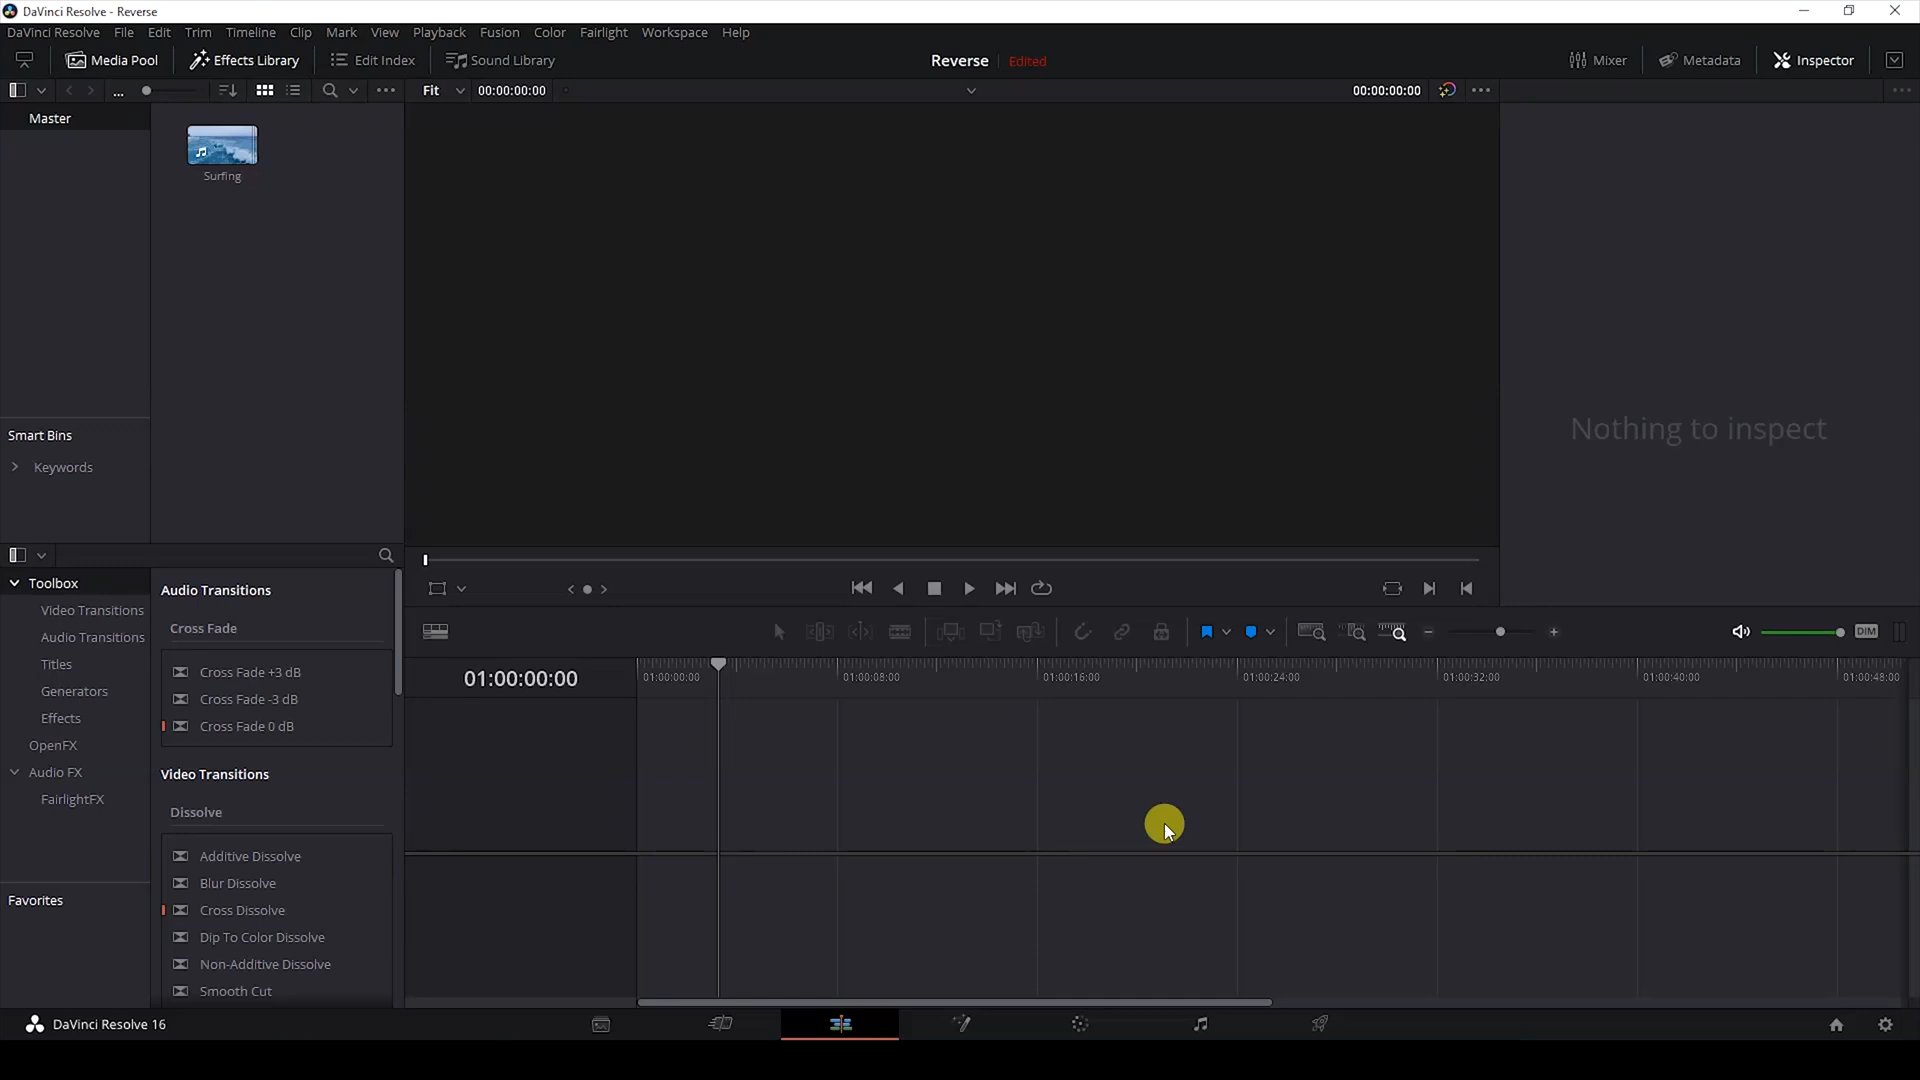 DaVinci Resolve - Reverse
DaVinci Resolve File Edit Trim Timeline Clip Mark View Playback Fusion Color Fairlight Workspace Help
Media Pool Effects Library Edit Index Sound Library Reverse Edited Mixer Metadata Inspector
... Fit 00:00:00:00 00:00:00:00
Master
Surfing
Nothing to inspect
Smart Bins
Keywords
Toolbox
Video Transitions
Audio Transitions
Titles
Generators
Effects
OpenFX
Audio FX
FairlightFX
Favorites
Audio Transitions
Cross Fade
Cross Fade +3 dB
Cross Fade -3 dB
Cross Fade 0 dB
Video Transitions
Dissolve
Additive Dissolve
Blur Dissolve
Cross Dissolve
Dip To Color Dissolve
Non-Additive Dissolve
Smooth Cut
DIM
01:00:00:00 01:00:00:00 01:00:08:00 01:00:16:00 01:00:24:00 01:00:32:00 01:00:40:00 01:00:48:00
DaVinci Resolve 16